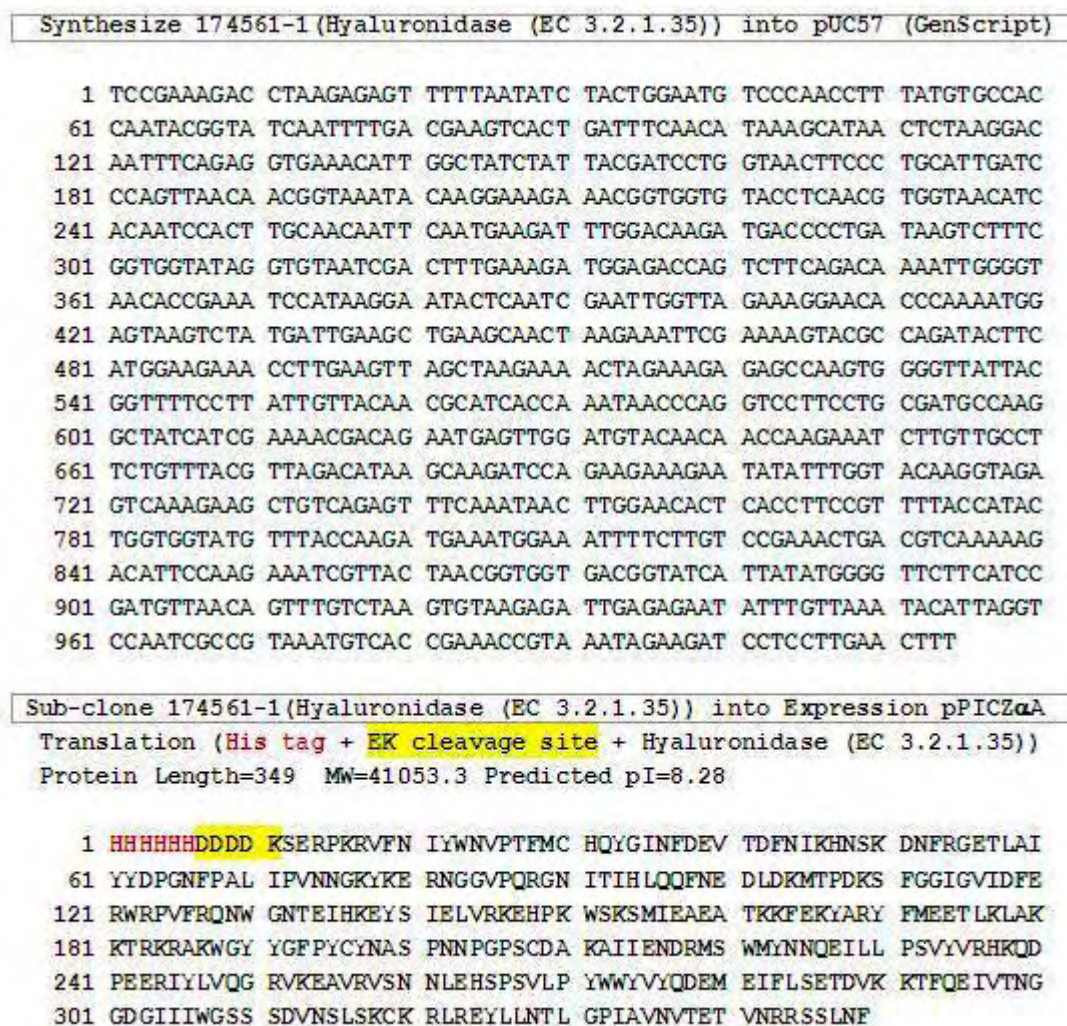 Synthesize 174561-1(Hyaluronidase (EC 3.2.1.35)) into pUC57 (GenScript)
1 TCCGAAAGAC CTAAGAGAGT TTTTAATATC TACTGGAATG TCCCAACCTT TATGTGCCAC
61 CAATACGGTA TCAATTTTGA CGAAGTCACT GATTTCAACA TAAAGCATAA CTCTAAGGAC
121 AATTTCAGAG GTGAAACATT GGCTATCTAT TACGATCCTG GTAACTTCCC TGCATTGATC
181 CCAGTTAACA ACGGTAAATA CAAGGAAAGA AACGGTGGTG TACCTCAACG TGGTAACATC
241 ACAATCCACT TGCAACAATT CAATGAAGAT TTGGACAAGA TGACCCCTGA TAAGTCTTTC
301 GGTGGTATAG GTGTAATCGA CTTTGAAAGA TGGAGACCAG TCTTCAGACA AAATTGGGGT
361 AACACCGAAA TCCATAAGGA ATACTCAATC GAATTGGTTA GAAAGGAACA CCCAAAATGG
421 AGTAAGTCTA TGATTGAAGC TGAAGCAACT AAGAAATTCG AAAAGTACGC CAGATACTTC
481 ATGGAAGAAA CCTTGAAGTT AGCTAAGAAA ACTAGAAAGA GAGCCAAGTG GGGTTATTAC
541 GGTTTTCCTT ATTGTTACAA CGCATCACCA AATAACCCAG GTCCTTCCTG CGATGCCAAG
601 GCTATCATCG AAAACGACAG AATGAGTTGG ATGTACAACA ACCAAGAAAT CTTGTTGCCT
661 TCTGTTTACG TTAGACATAA GCAAGATCCA GAAGAAAGAA TATATTTGGT ACAAGGTAGA
721 GTCAAAGAAG CTGTCAGAGT TTCAAATAAC TTGGAACACT CACCTTCCGT TTTACCATAC
781 TGGTGGTATG TTTACCAAGA TGAAATGGAA ATTTTCTTGT CCGAAACTGA CGTCAAAAAG
841 ACATTCCAAG AAATCGTTAC TAACGGTGGT GACGGTATCA TTATATGGGG TTCTTCATCC
901 GATGTTAACA GTTTGTCTAA GTGTAAGAGA TTGAGAGAAT ATTTGTTAAA TACATTAGGT
961 CCAATCGCCG TAAATGTCAC CGAAACCGTA AATAGAAGAT CCTCCTTGAA CTTT
Sub-clone 174561-1(Hyaluronidase (EC 3.2.1.35)) into Expression pPICZαA
Translation (His tag + EK cleavage site + Hyaluronidase (EC 3.2.1.35))
Protein Length=349 MW=41053.3 Predicted pI=8.28
1 HHHHHHDDDD KSERPKRVFN IYWNVPTFMC HQYGINFDEV TDFNIKHNSK DNFRGETLAI
61 YYDPGNFPAL IPVNNGKYKE RNGGVPQRGN ITIHLQQFNE DLDKMTPDKS FGGIGVIDFE
121 RWRPVFRQNW GNTEIHKEYS IELVRKEHPK WSKSMIEAEA TKKFEKYARY FMEETLKLAK
181 KTRKRAKWGY YGFPYCYNAS PNNPGPSCDA KAIIENDRMS WMYNNQEILL PSVYVRHKQD
241 PEERIYLVQG RVKEAVRVSN NLEHSPSVLP YWWYVYQDEM EIFLSETDVK KTFQEIVTNG
301 GDGIIIWGSS SDVNSLSKCK RLREYLLNTL GPIAVNVTET VNRRSSLNF